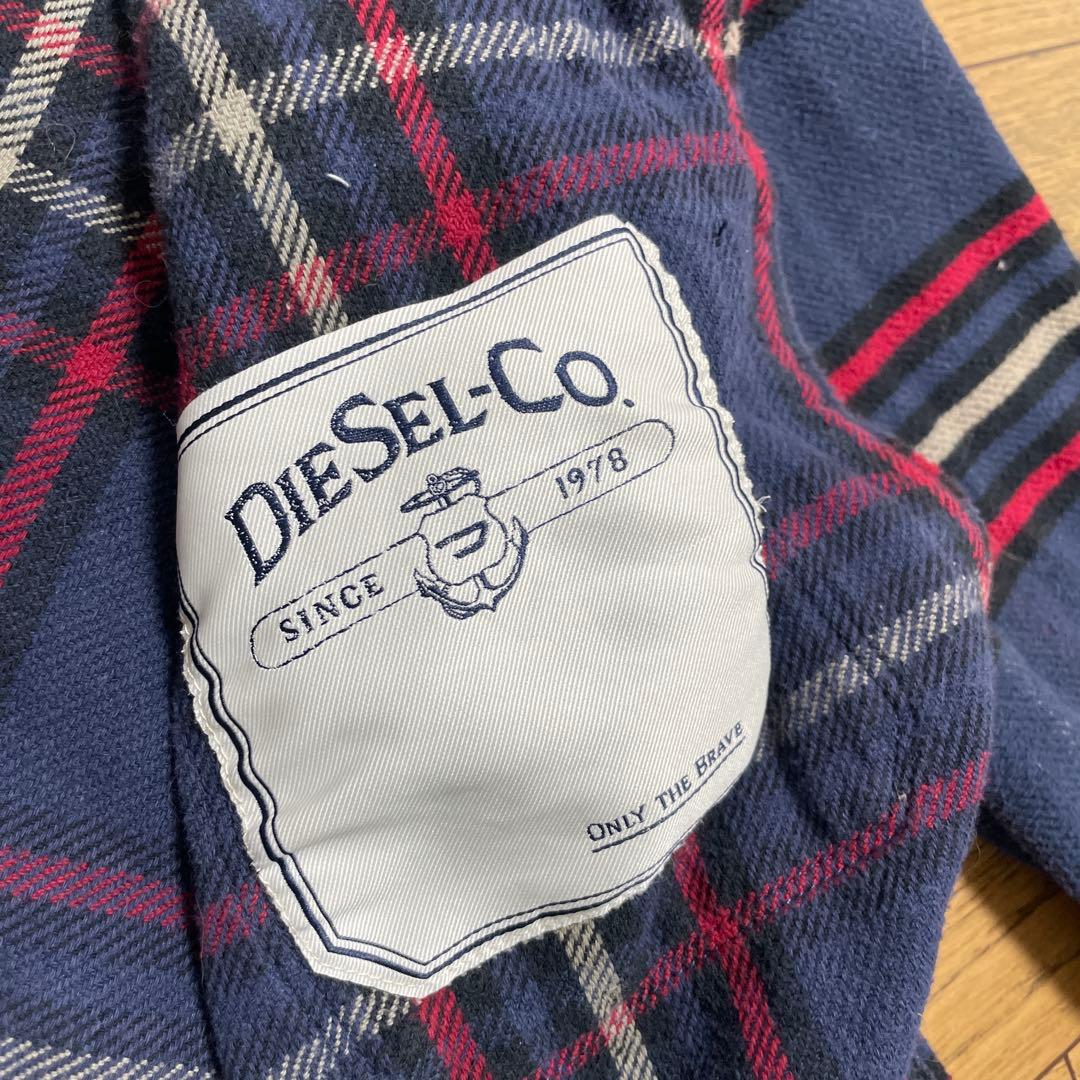 DIESEL-CO.
SINCE 1978
ONLY THE BRAVE